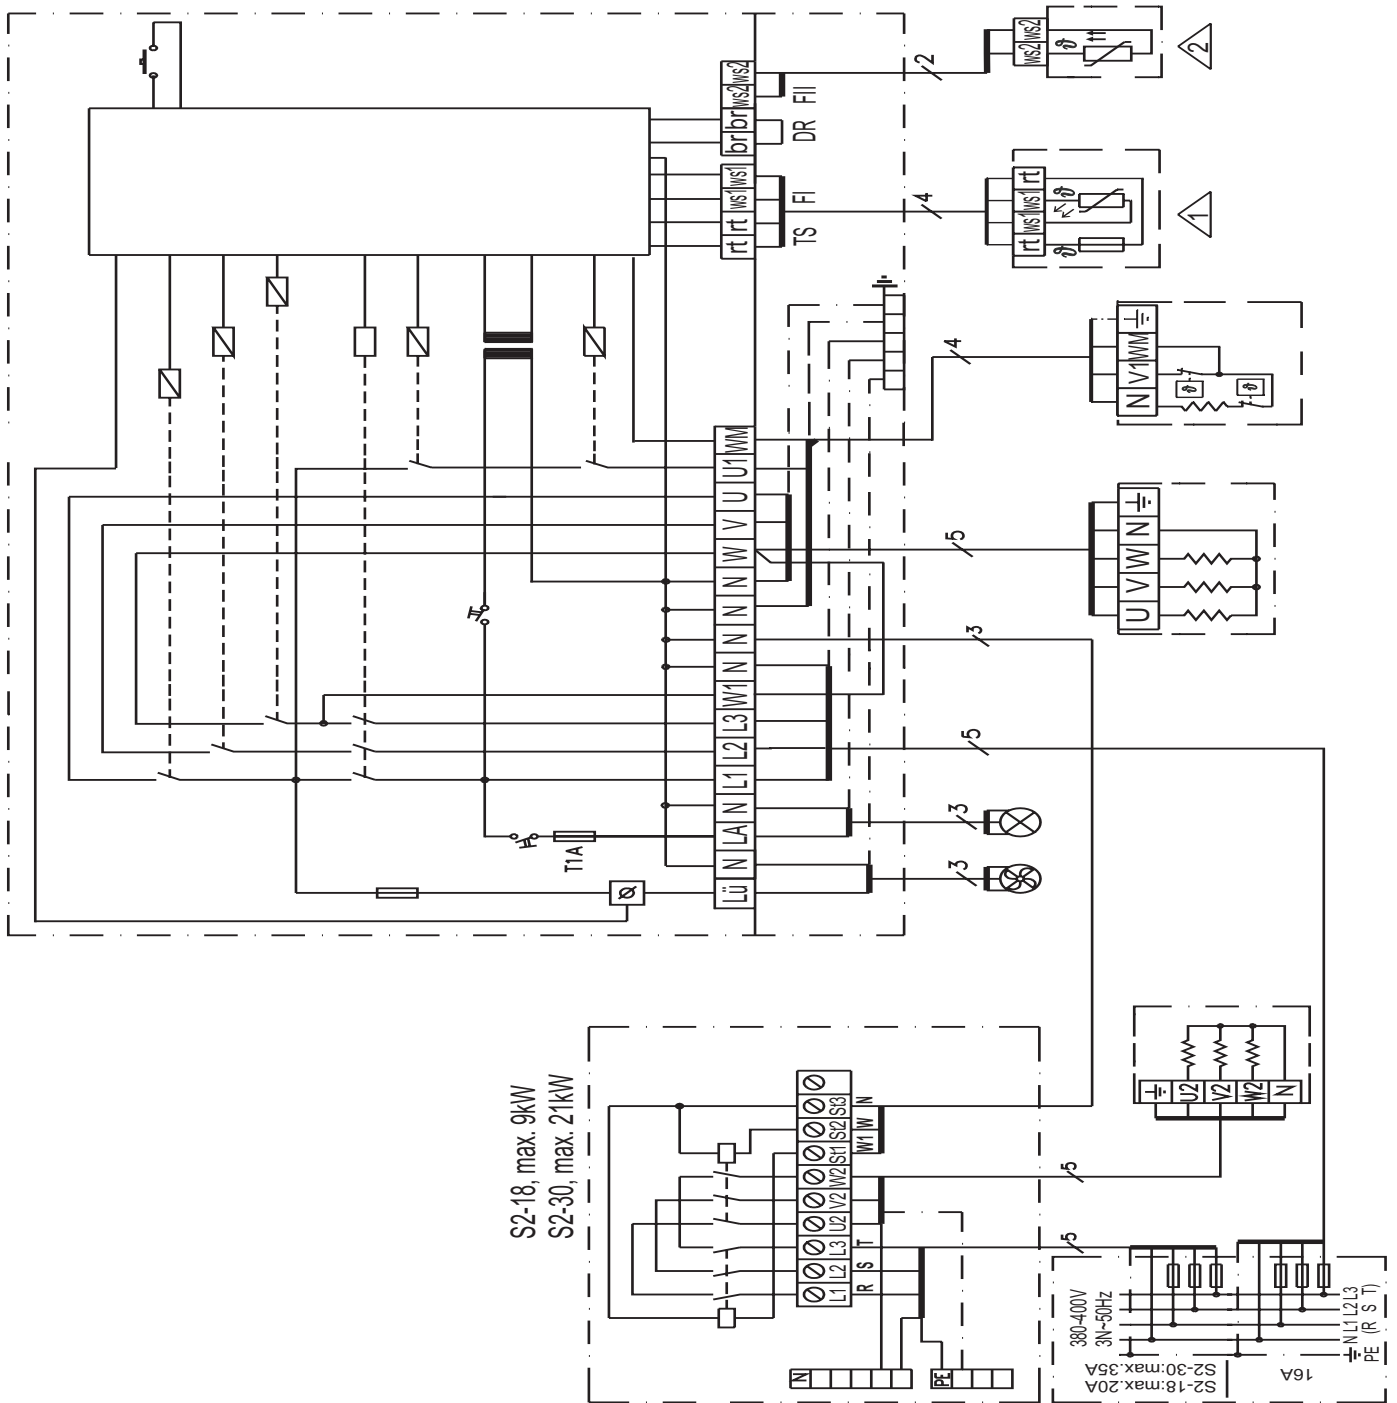 ws2 ws2
2
ws2 ws2
br br
FII
DR
ws1 ws1
rt rt
FI
TS
2
4
rt ws1 ws1 rt
ϑ
ϑ
ϑ
1
4
N V1 WM
ϑ
ϑ
WM
U1
U
V
W
N
N
N
N
W1
L3
L2
L1
N
LA
N
Lü
5
U V W N
3
5
3
3
T1A
S2-18, max. 9kW
S2-30, max. 21kW
St3
St2
St1
W2
V2
U2
L3
L2
L1
N
W
W1
T
S
R
N
PE
5
5
U2 V2 W2 N
380-400V
3N~50Hz
S2-18:max.20A
S2-30:max.35A
16A
N L1 L2 L3
PE (R S T)